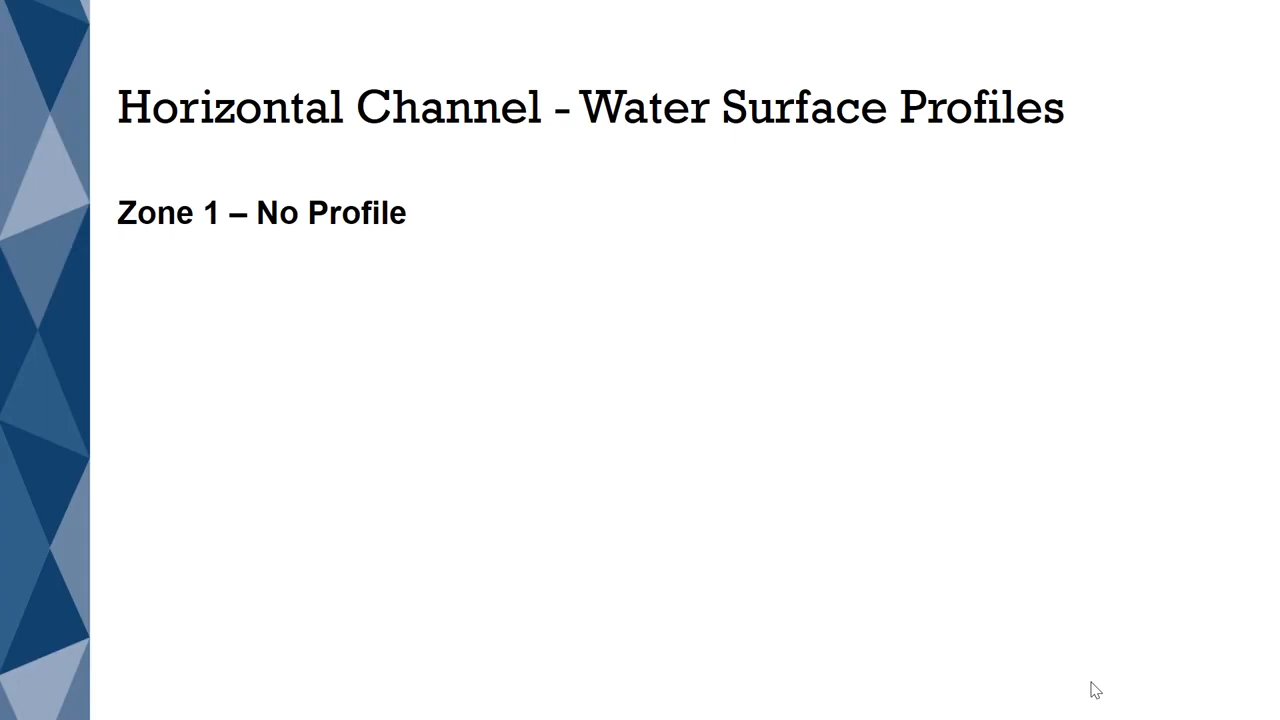 Horizontal Channel - Water Surface Profiles
Zone 1 – No Profile